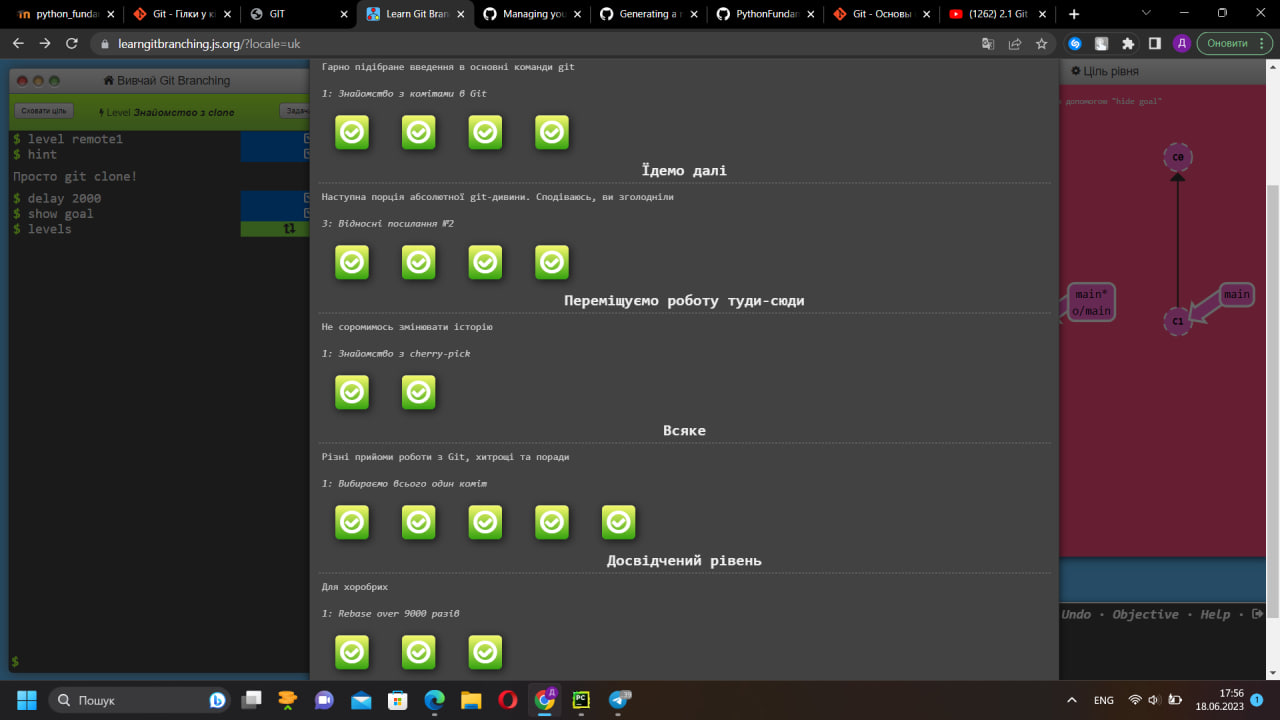 python_funda
Git - Гілки у к
GIT
Learn Git Bran
Managing you
Generating a n
PythonFundan
Git - Основы
(1262) 2.1 Git
learngitbranching.js.org/?locale=uk
Д
Оновити
Вивчай Git Branching
Сховати ціль
Level Знайомство з clone
Задача
$ level remote1
$ hint
Просто git clone!
$ delay 2000
$ show goal
$ levels
$
Гарно підібране введення в основні команди git
1: Знайомство з комітами в Git
Їдемо далі
Наступна порція абсолютної git-дивини. Сподіваюсь, ви зголодніли
3: Відносні посилання №2
Переміщуємо роботу туди-сюди
Не соромимось змінювати історію
1: Знайомство з cherry-pick
Всяке
Різні прийоми роботи з Git, хитрощі та поради
1: Вибираємо всього один коміт
Досвідчений рівень
Для хоробрих
1: Rebase over 9000 разів
Ціль рівня
допомогою "hide goal"
C0
main*
o/main
main
C1
Undo · Objective · Help ·
Пошук
PC
Д
ENG
17:56
18.06.2023
1